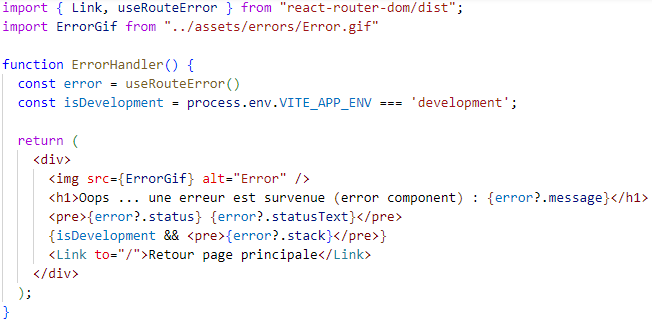 import { Link, useRouteError } from "react-router-dom/dist";
import ErrorGif from "../assets/errors/Error.gif"

function ErrorHandler() {
  const error = useRouteError()
  const isDevelopment = process.env.VITE_APP_ENV === 'development';

  return (
    <div>
      <img src={ErrorGif} alt="Error" />
      <h1>Oops ... une erreur est survenue (error component) : {error?.message}</h1>
      <pre>{error?.status} {error?.statusText}</pre>
      {isDevelopment && <pre>{error?.stack}</pre>}
      <Link to="/">Retour page principale</Link>
    </div>
  );
}